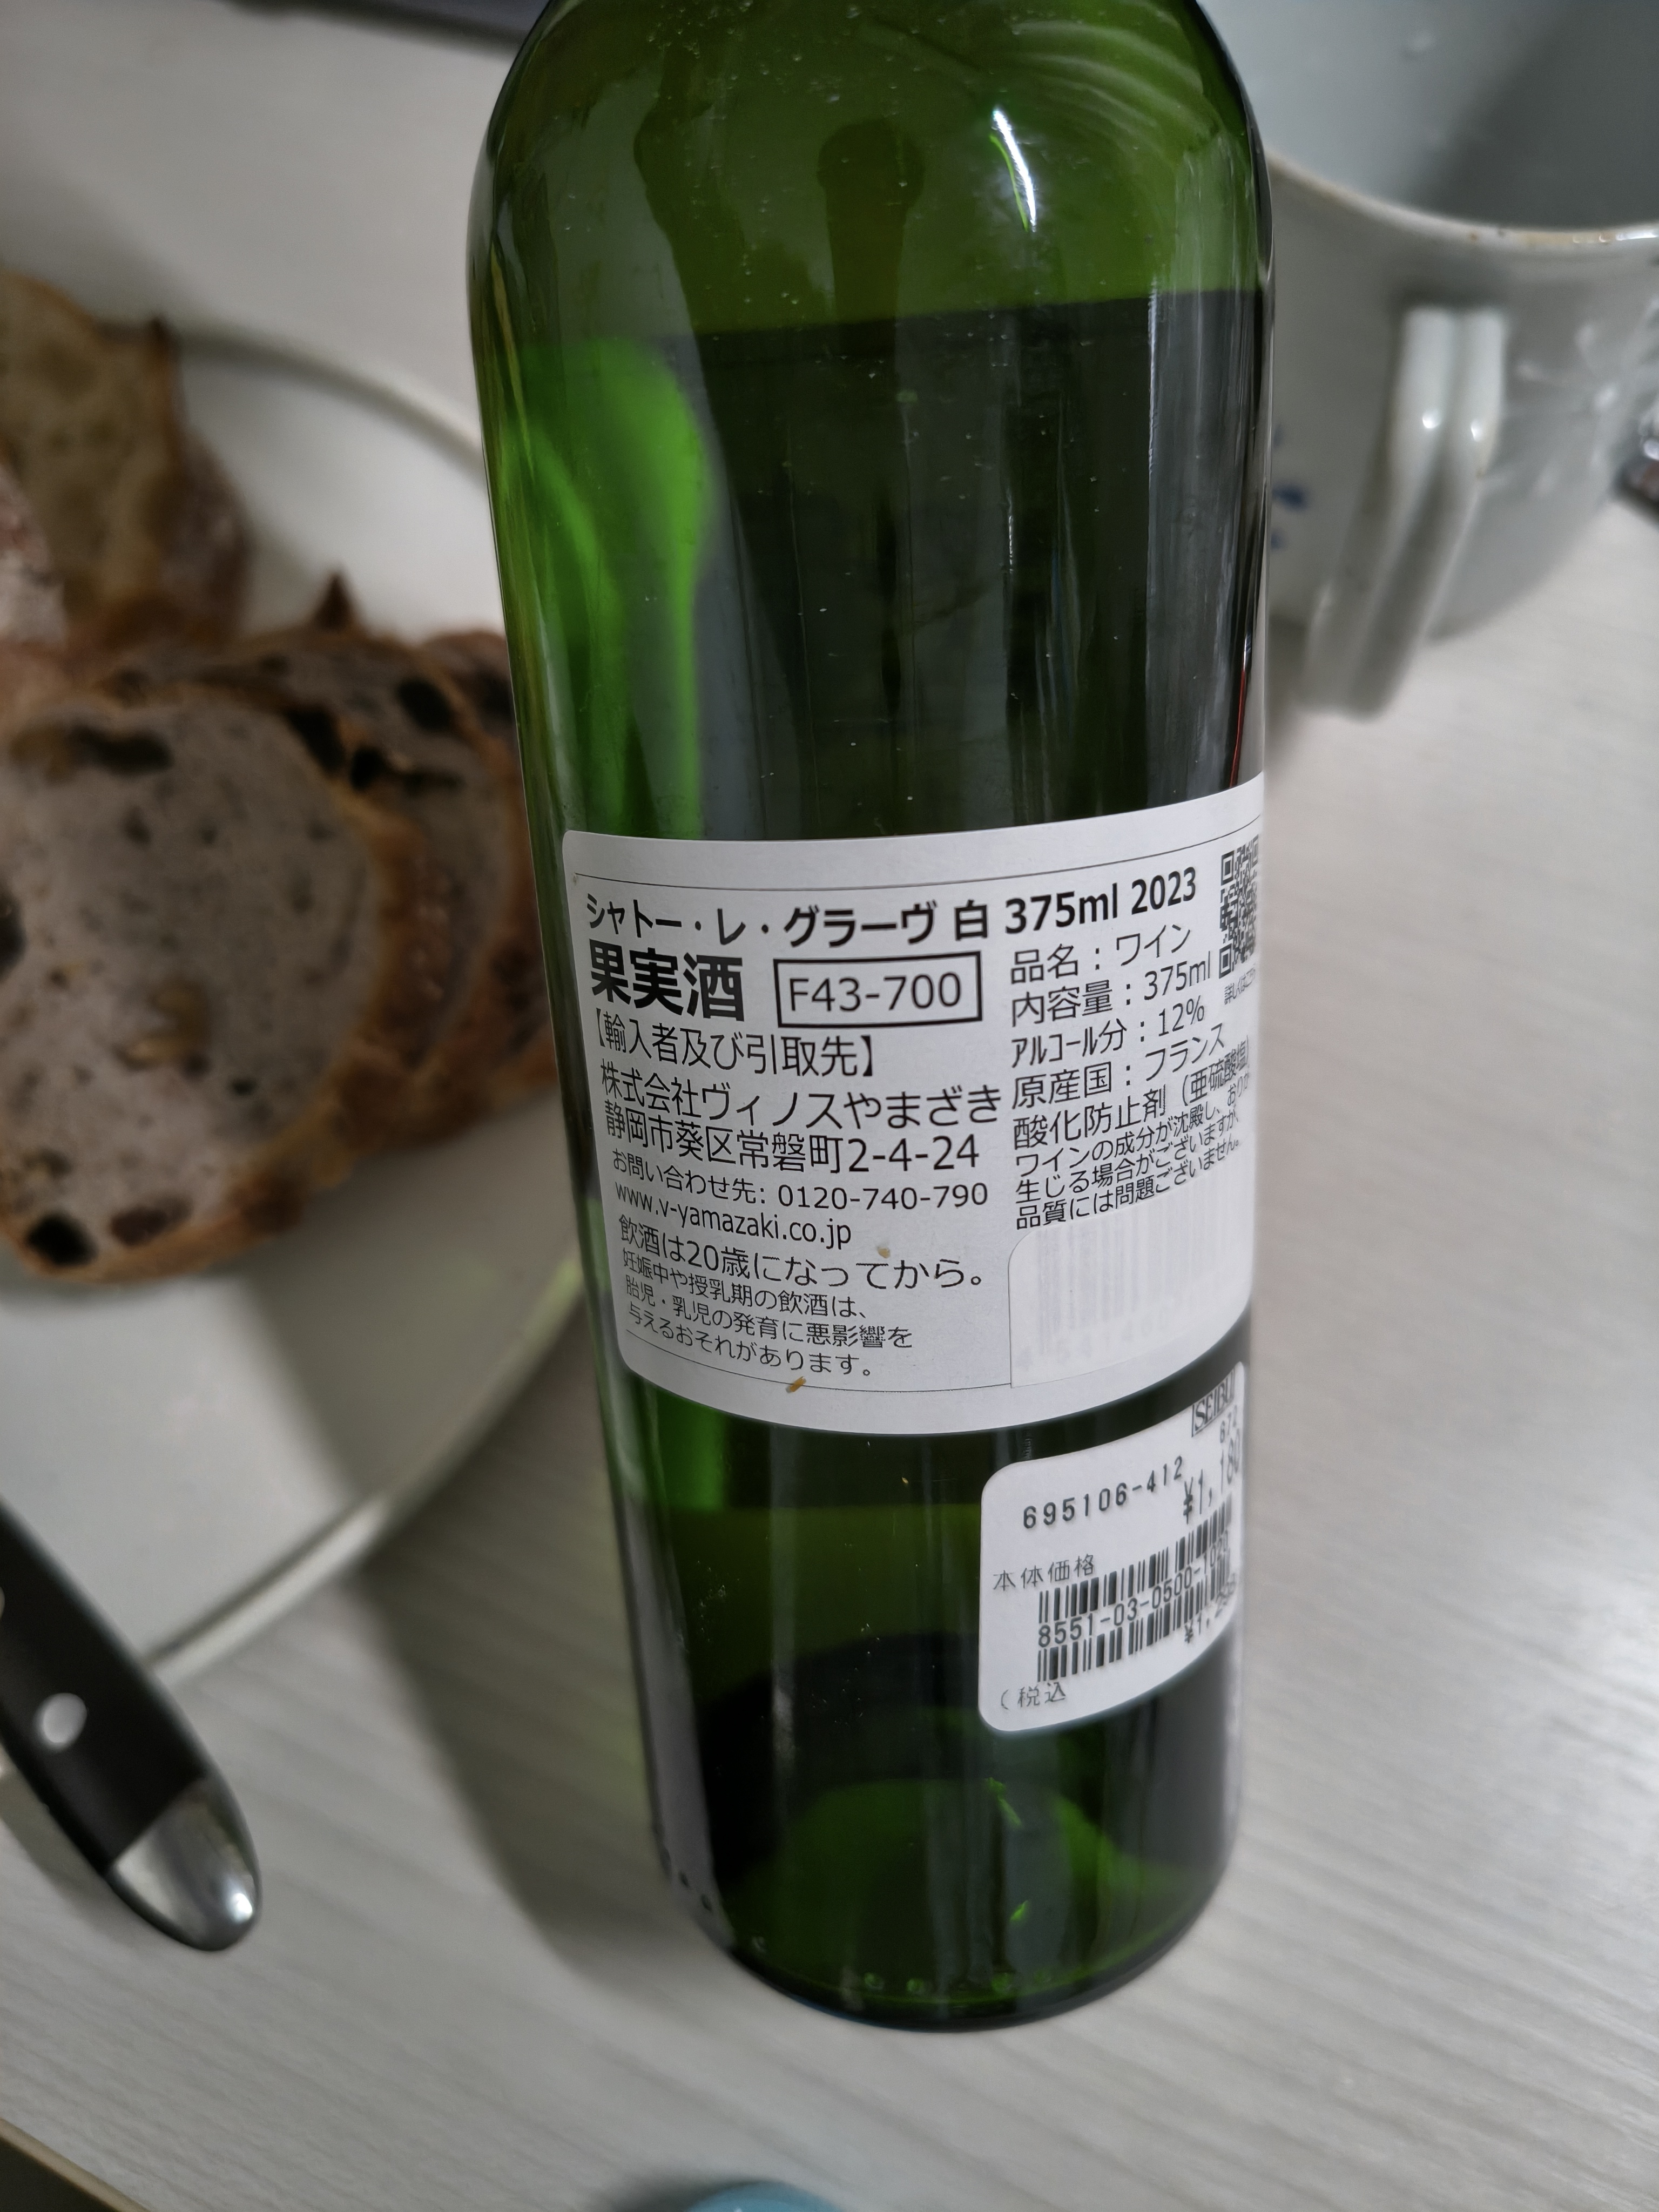 シャトー・レ・グラーヴ 白 375ml 2023
果実酒 F43-700
【輸入者及び引取先】
株式会社ヴィノスやまざき
静岡市葵区常磐町2-4-24
お問い合わせ先: 0120-740-790
www.v-yamazaki.co.jp
飲酒は20歳になってから。
妊娠中や授乳期の飲酒は、
胎児・乳児の発育に悪影響を
与えるおそれがあります。
品名：ワイン
内容量：375ml
アルコール分：12%
原産国：フランス
酸化防止剤（亜硫酸塩）
ワインの成分が沈殿し、おりが
生じる場合がございますが、
品質には問題ございません。
SEIBU
695106-412
¥1,180
本体価格
8551-03-0500-
(税込